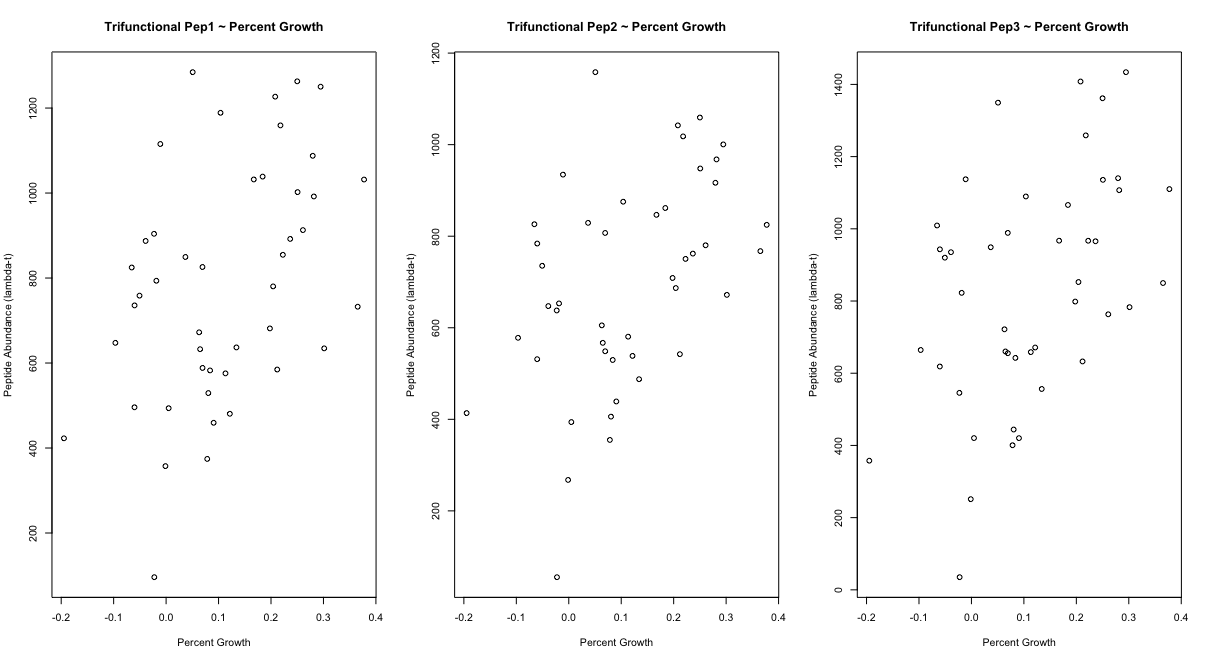 Trifunctional Pep1 ~ Percent Growth
Peptide Abundance (lambda-t)
1200
1000
800
600
400
200
-0.2 -0.1 0.0 0.1 0.2 0.3 0.4
Percent Growth
Trifunctional Pep2 ~ Percent Growth
Peptide Abundance (lambda-t)
1200
1000
800
600
400
200
-0.2 -0.1 0.0 0.1 0.2 0.3 0.4
Percent Growth
Trifunctional Pep3 ~ Percent Growth
Peptide Abundance (lambda-t)
1400
1200
1000
800
600
400
200
0
-0.2 -0.1 0.0 0.1 0.2 0.3 0.4
Percent Growth